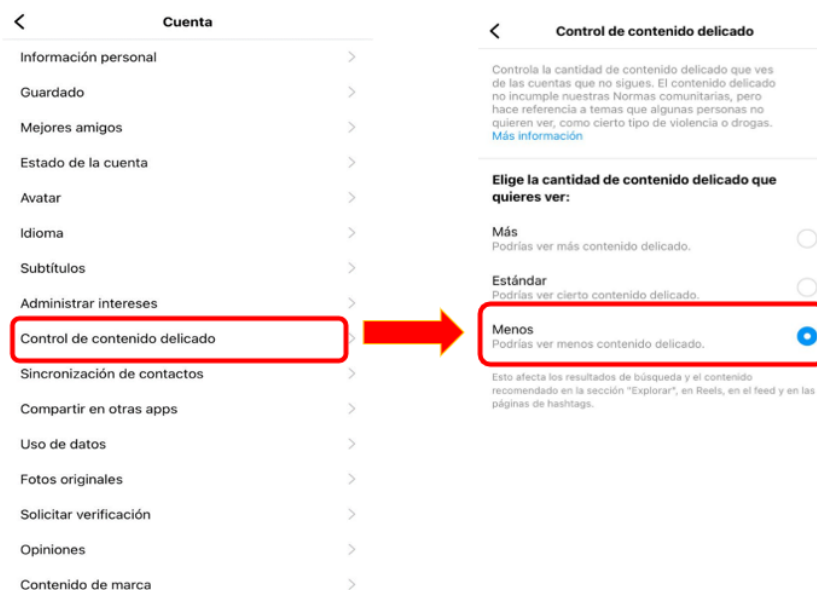 Cuenta
Información personal
Guardado
Mejores amigos
Estado de la cuenta
Avatar
Idioma
Subtítulos
Administrar intereses
Control de contenido delicado
Sincronización de contactos
Compartir en otras apps
Uso de datos
Fotos originales
Solicitar verificación
Opiniones
Contenido de marca
Control de contenido delicado
Controla la cantidad de contenido delicado que ves
de las cuentas que no sigues. El contenido delicado
no incumple nuestras Normas comunitarias, pero
hace referencia a temas que algunas personas no
quieren ver, como cierto tipo de violencia o drogas.
Más información
Elige la cantidad de contenido delicado que
quieres ver:
Más
Podrías ver más contenido delicado.
Estándar
Podrías ver cierto contenido delicado.
Menos
Podrías ver menos contenido delicado.
Esto afecta los resultados de búsqueda y el contenido
recomendado en la sección "Explorar", en Reels, en el feed y en las
páginas de hashtags.